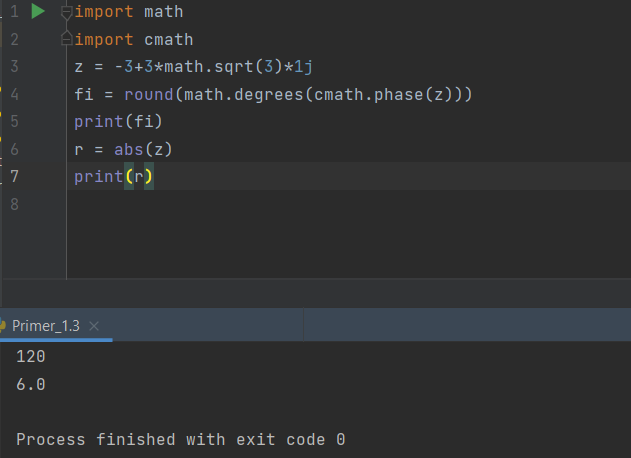 1 import math
2 import cmath
3 z = -3+3*math.sqrt(3)*1j
4 fi = round(math.degrees(cmath.phase(z)))
5 print(fi)
6 r = abs(z)
7 print(r)
8
Primer_1.3
120
6.0
Process finished with exit code 0